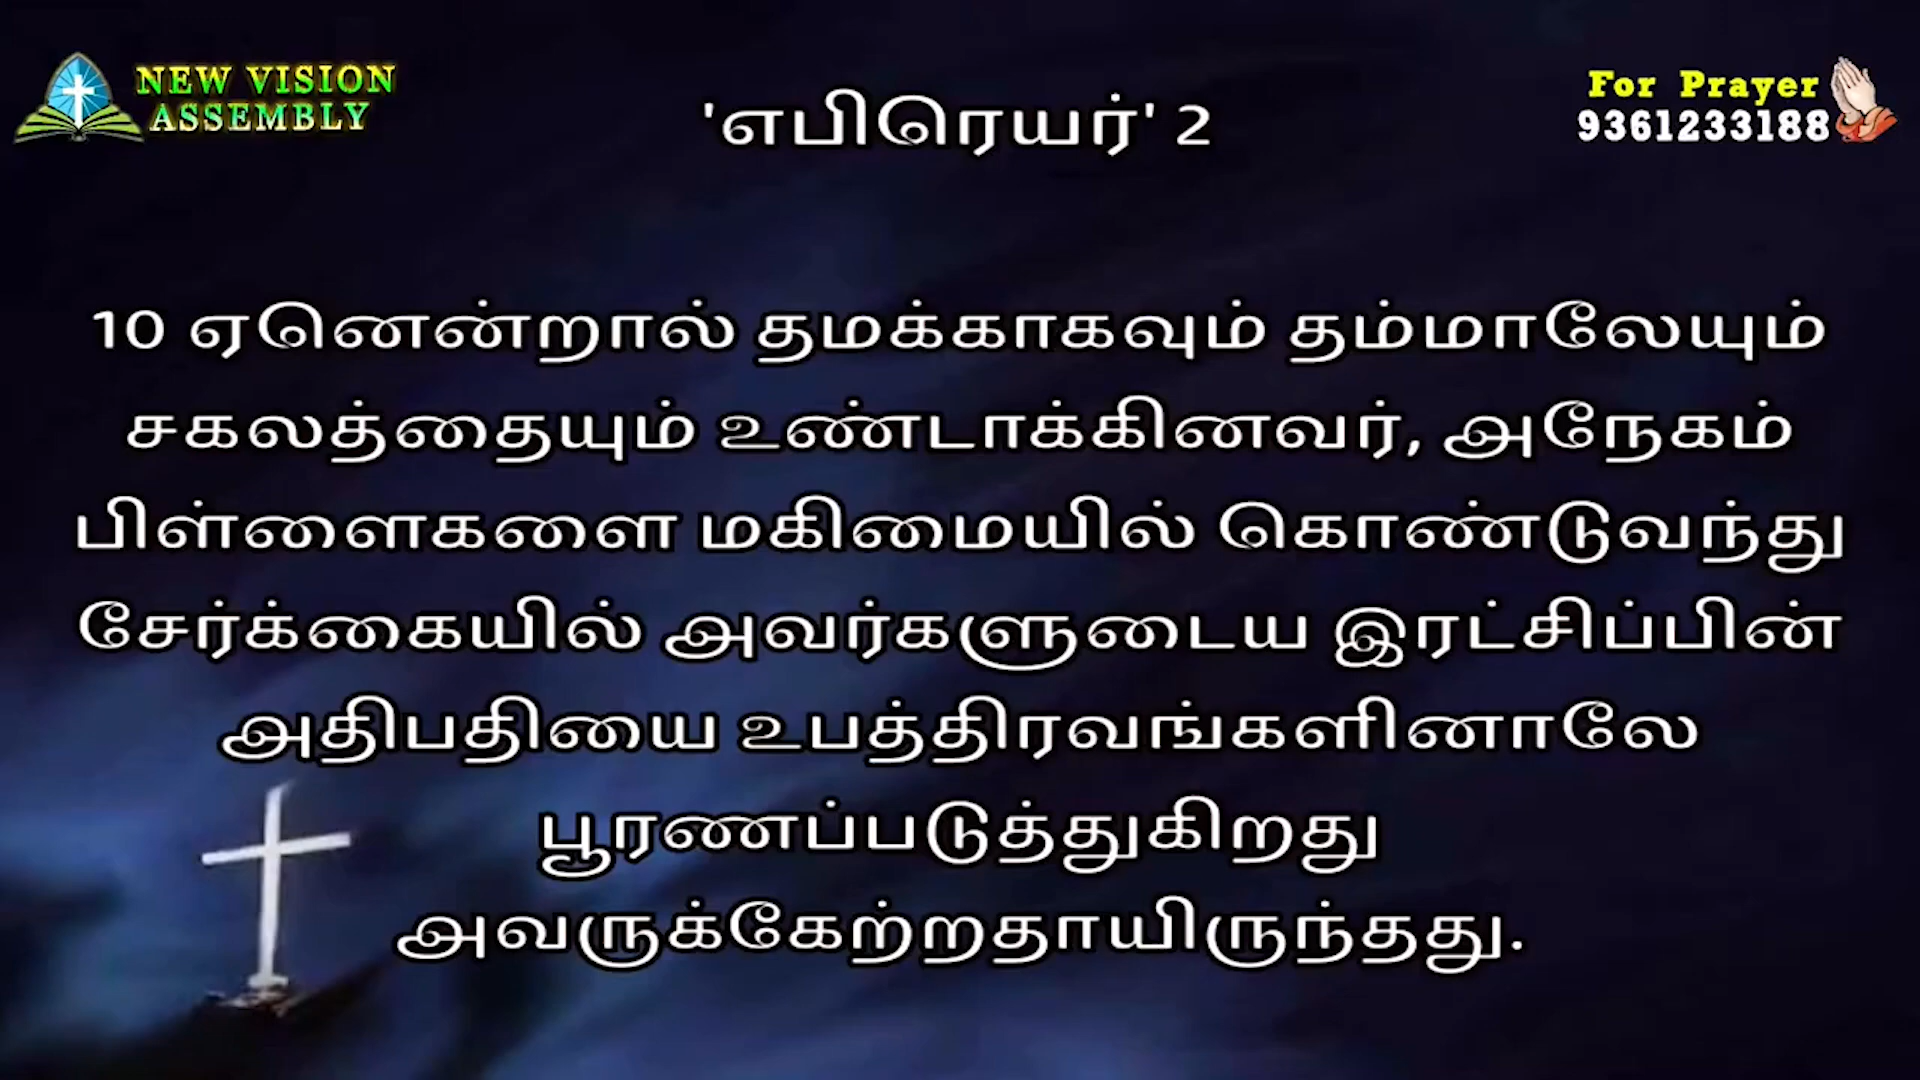 NEW VISION
ASSEMBLY
For Prayer
9361233188
'எபிரெயர்' 2
10 ஏனென்றால் தமக்காகவும் தம்மாலேயும்
சகலத்தையும் உண்டாக்கினவர், அநேகம்
பிள்ளைகளை மகிமையில் கொண்டுவந்து
சேர்க்கையில் அவர்களுடைய இரட்சிப்பின்
அதிபதியை உபத்திரவங்களினாலே
பூரணப்படுத்துகிறது
அவருக்கேற்றதாயிருந்தது.